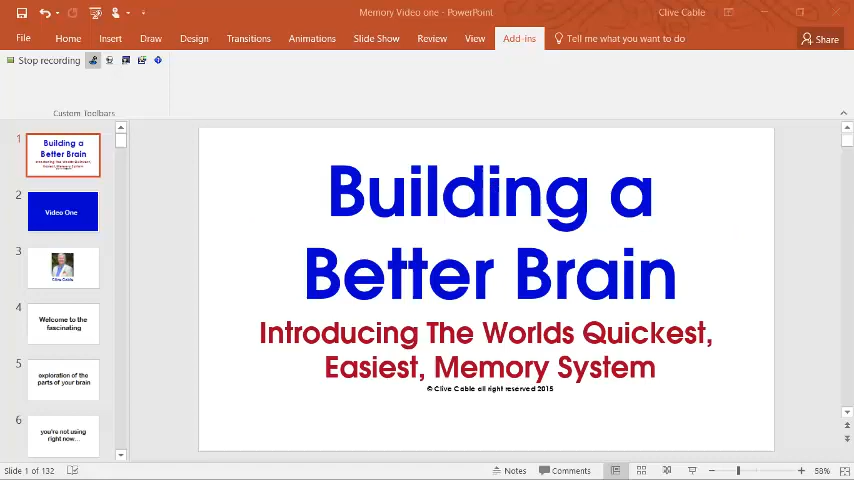 Memory Video one - PowerPoint
Clive Cable
File Home Insert Draw Design Transitions Animations Slide Show Review View Add-ins Tell me what you want to do Share
Stop recording
Custom Toolbars
1
Building a
Better Brain
2
Video One
3
Clive Cable
4
Welcome to the
fascinating
5
exploration of the
parts of your brain
6
you're not using
right now...
Building a
Better Brain
Introducing The Worlds Quickest,
Easiest, Memory System
© Clive Cable all right reserved 2015
Slide 1 of 132 Notes Comments 58%